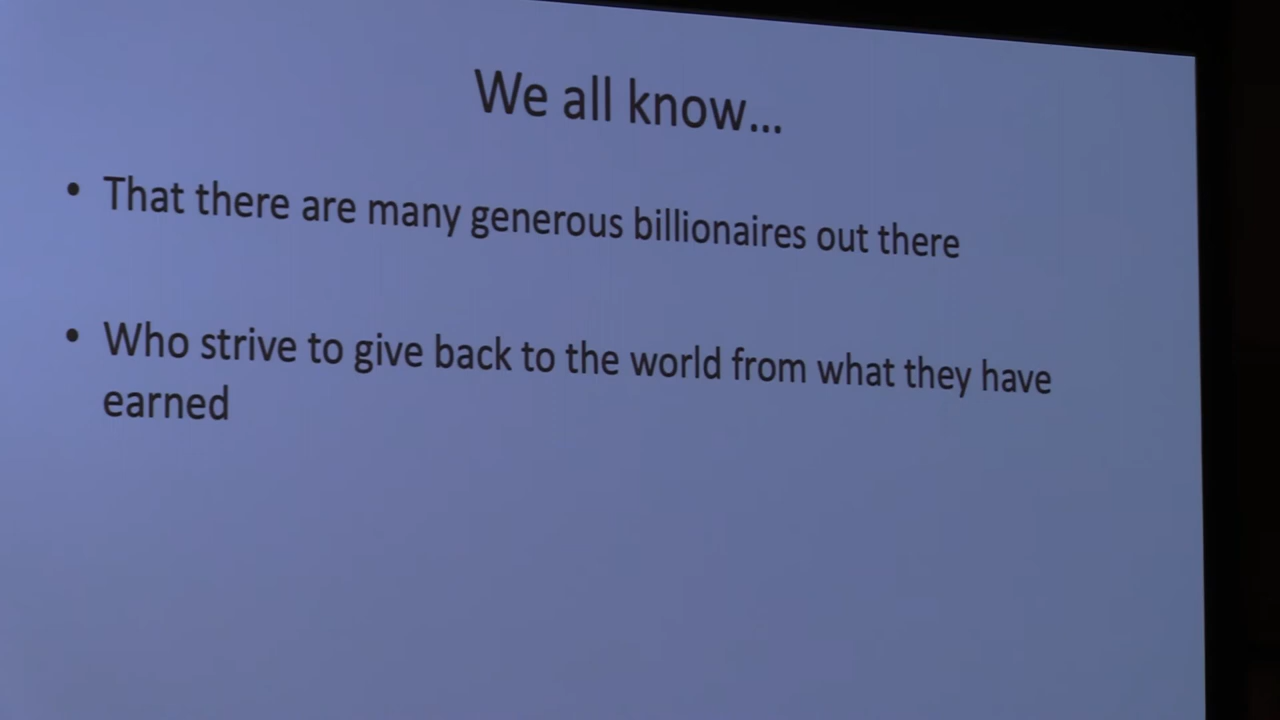 We all know...
• That there are many generous billionaires out there
• Who strive to give back to the world from what they have
earned